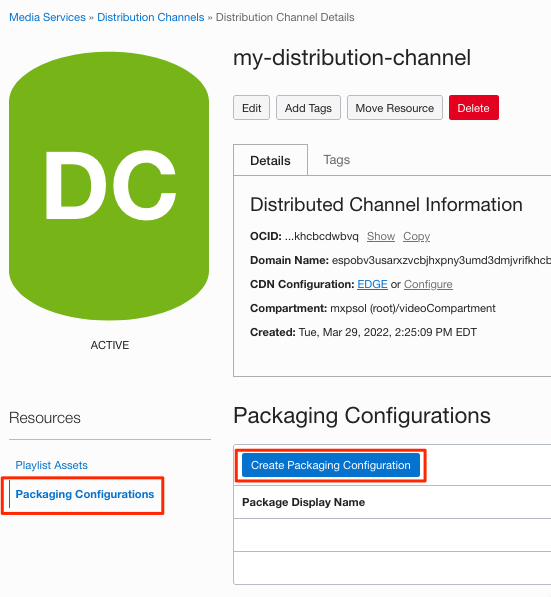 Media Services » Distribution Channels » Distribution Channel Details
my-distribution-channel
Edit Add Tags Move Resource Delete
DC
ACTIVE
Details Tags
Distributed Channel Information
OCID: ...khcbcdwbvq Show Copy
Domain Name: espobv3usarxzvcbjhxpny3umd3dmjvrifkhcb
CDN Configuration: EDGE or Configure
Compartment: mxpsol (root)/videoCompartment
Created: Tue, Mar 29, 2022, 2:25:09 PM EDT
Resources
Playlist Assets
Packaging Configurations
Packaging Configurations
Create Packaging Configuration
Package Display Name